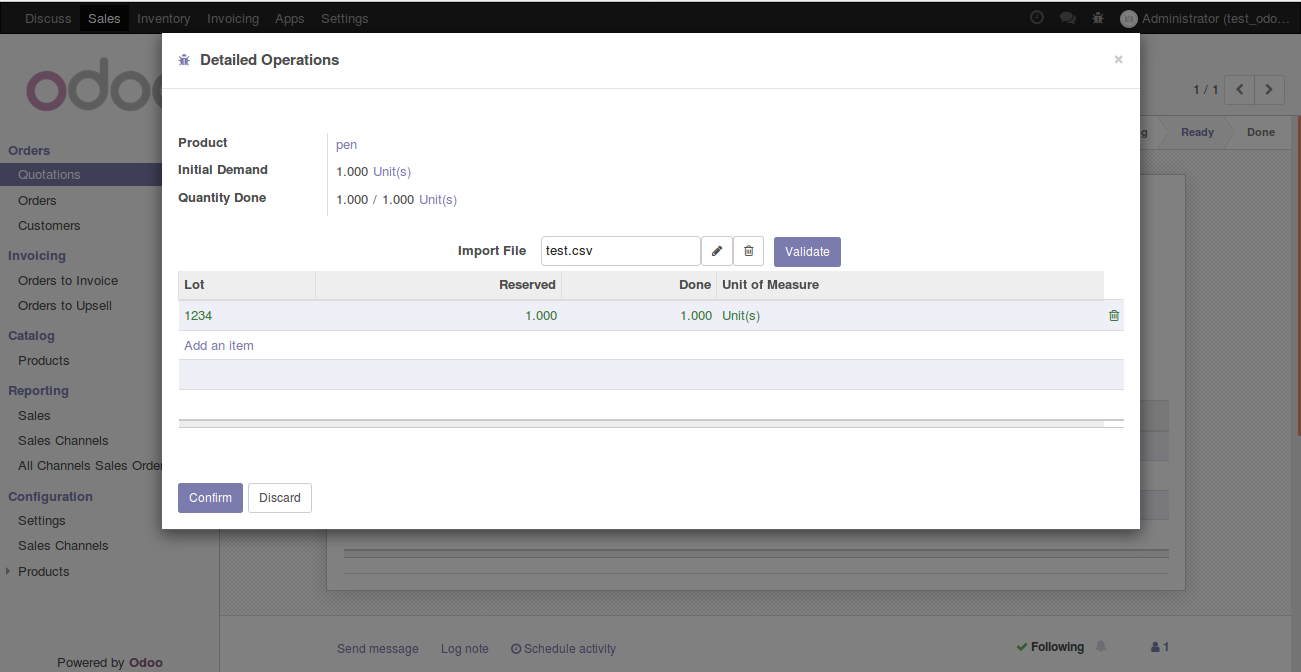 Discuss Sales Inventory Invoicing Apps Settings Administrator (test_odo...
Detailed Operations ×
odoo
1 / 1
Ready Done
Product pen
Initial Demand 1.000 Unit(s)
Quantity Done 1.000 / 1.000 Unit(s)
Import File test.csv Validate
Lot Reserved Done Unit of Measure
1234 1.000 1.000 Unit(s)
Add an item
Confirm Discard
Orders
Quotations
Orders
Customers
Invoicing
Orders to Invoice
Orders to Upsell
Catalog
Products
Reporting
Sales
Sales Channels
All Channels Sales Order
Configuration
Settings
Sales Channels
Products
Send message Log note Schedule activity Following 1
Powered by Odoo